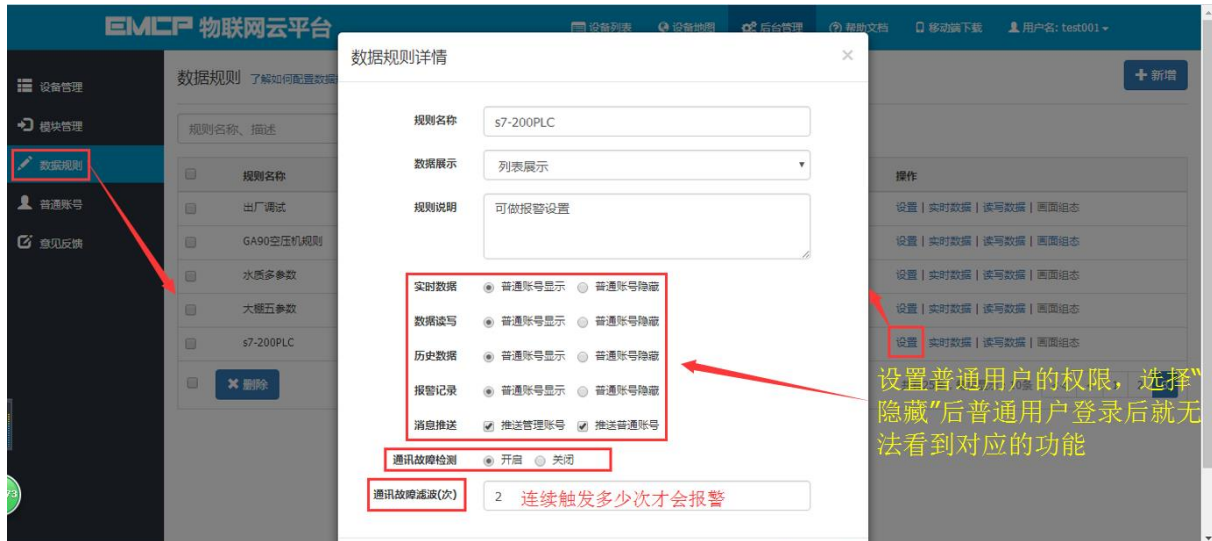 EMCP 物联网云平台
设备列表 设备地图 后台管理 帮助文档 移动端下载 用户名: test001
数据规则详情 ×
设备管理
模块管理
数据规则
普通账号
意见反馈
数据规则 了解如何配置数据
新增
规则名称、描述
规则名称 操作
出厂调试 设置 | 实时数据 | 读写数据 | 画面组态
GA90空压机规则 设置 | 实时数据 | 读写数据 | 画面组态
水质多参数 设置 | 实时数据 | 读写数据 | 画面组态
大棚五参数 设置 | 实时数据 | 读写数据 | 画面组态
s7-200PLC 设置 实时数据 | 读写数据 | 画面组态
删除
规则名称 s7-200PLC
数据展示 列表展示
规则说明 可做报警设置
实时数据 普通账号显示 普通账号隐藏
数据读写 普通账号显示 普通账号隐藏
历史数据 普通账号显示 普通账号隐藏
报警记录 普通账号显示 普通账号隐藏
消息推送 推送管理账号 推送普通账号
通讯故障检测 开启 关闭
通讯故障滤波(次) 2 连续触发多少次才会报警
设置普通用户的权限，选择“
隐藏”后普通用户登录后就无
法看到对应的功能